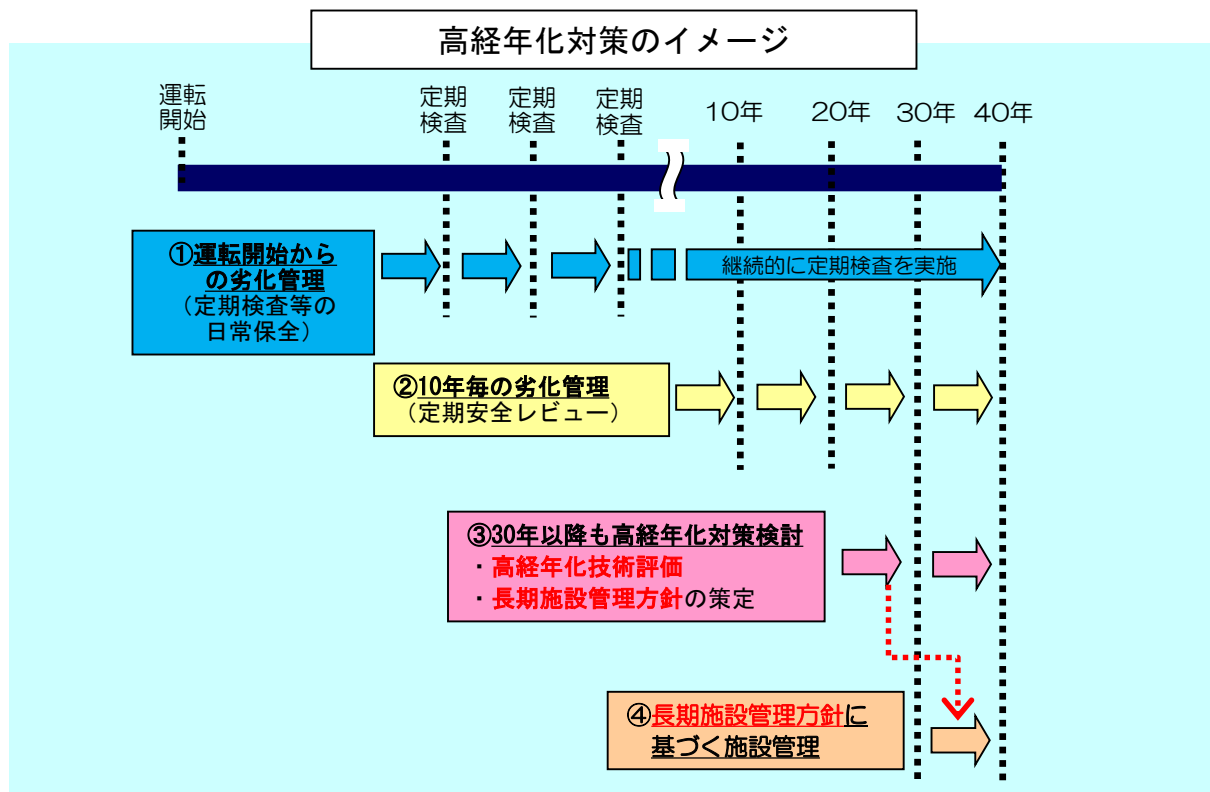 高経年化対策のイメージ
運転
開始
定期
検査
定期
検査
定期
検査
10年
20年
30年
40年
①運転開始から
の劣化管理
（定期検査等の
日常保全）
継続的に定期検査を実施
②10年毎の劣化管理
（定期安全レビュー）
③30年以降も高経年化対策検討
・高経年化技術評価
・長期施設管理方針の策定
④長期施設管理方針に
基づく施設管理